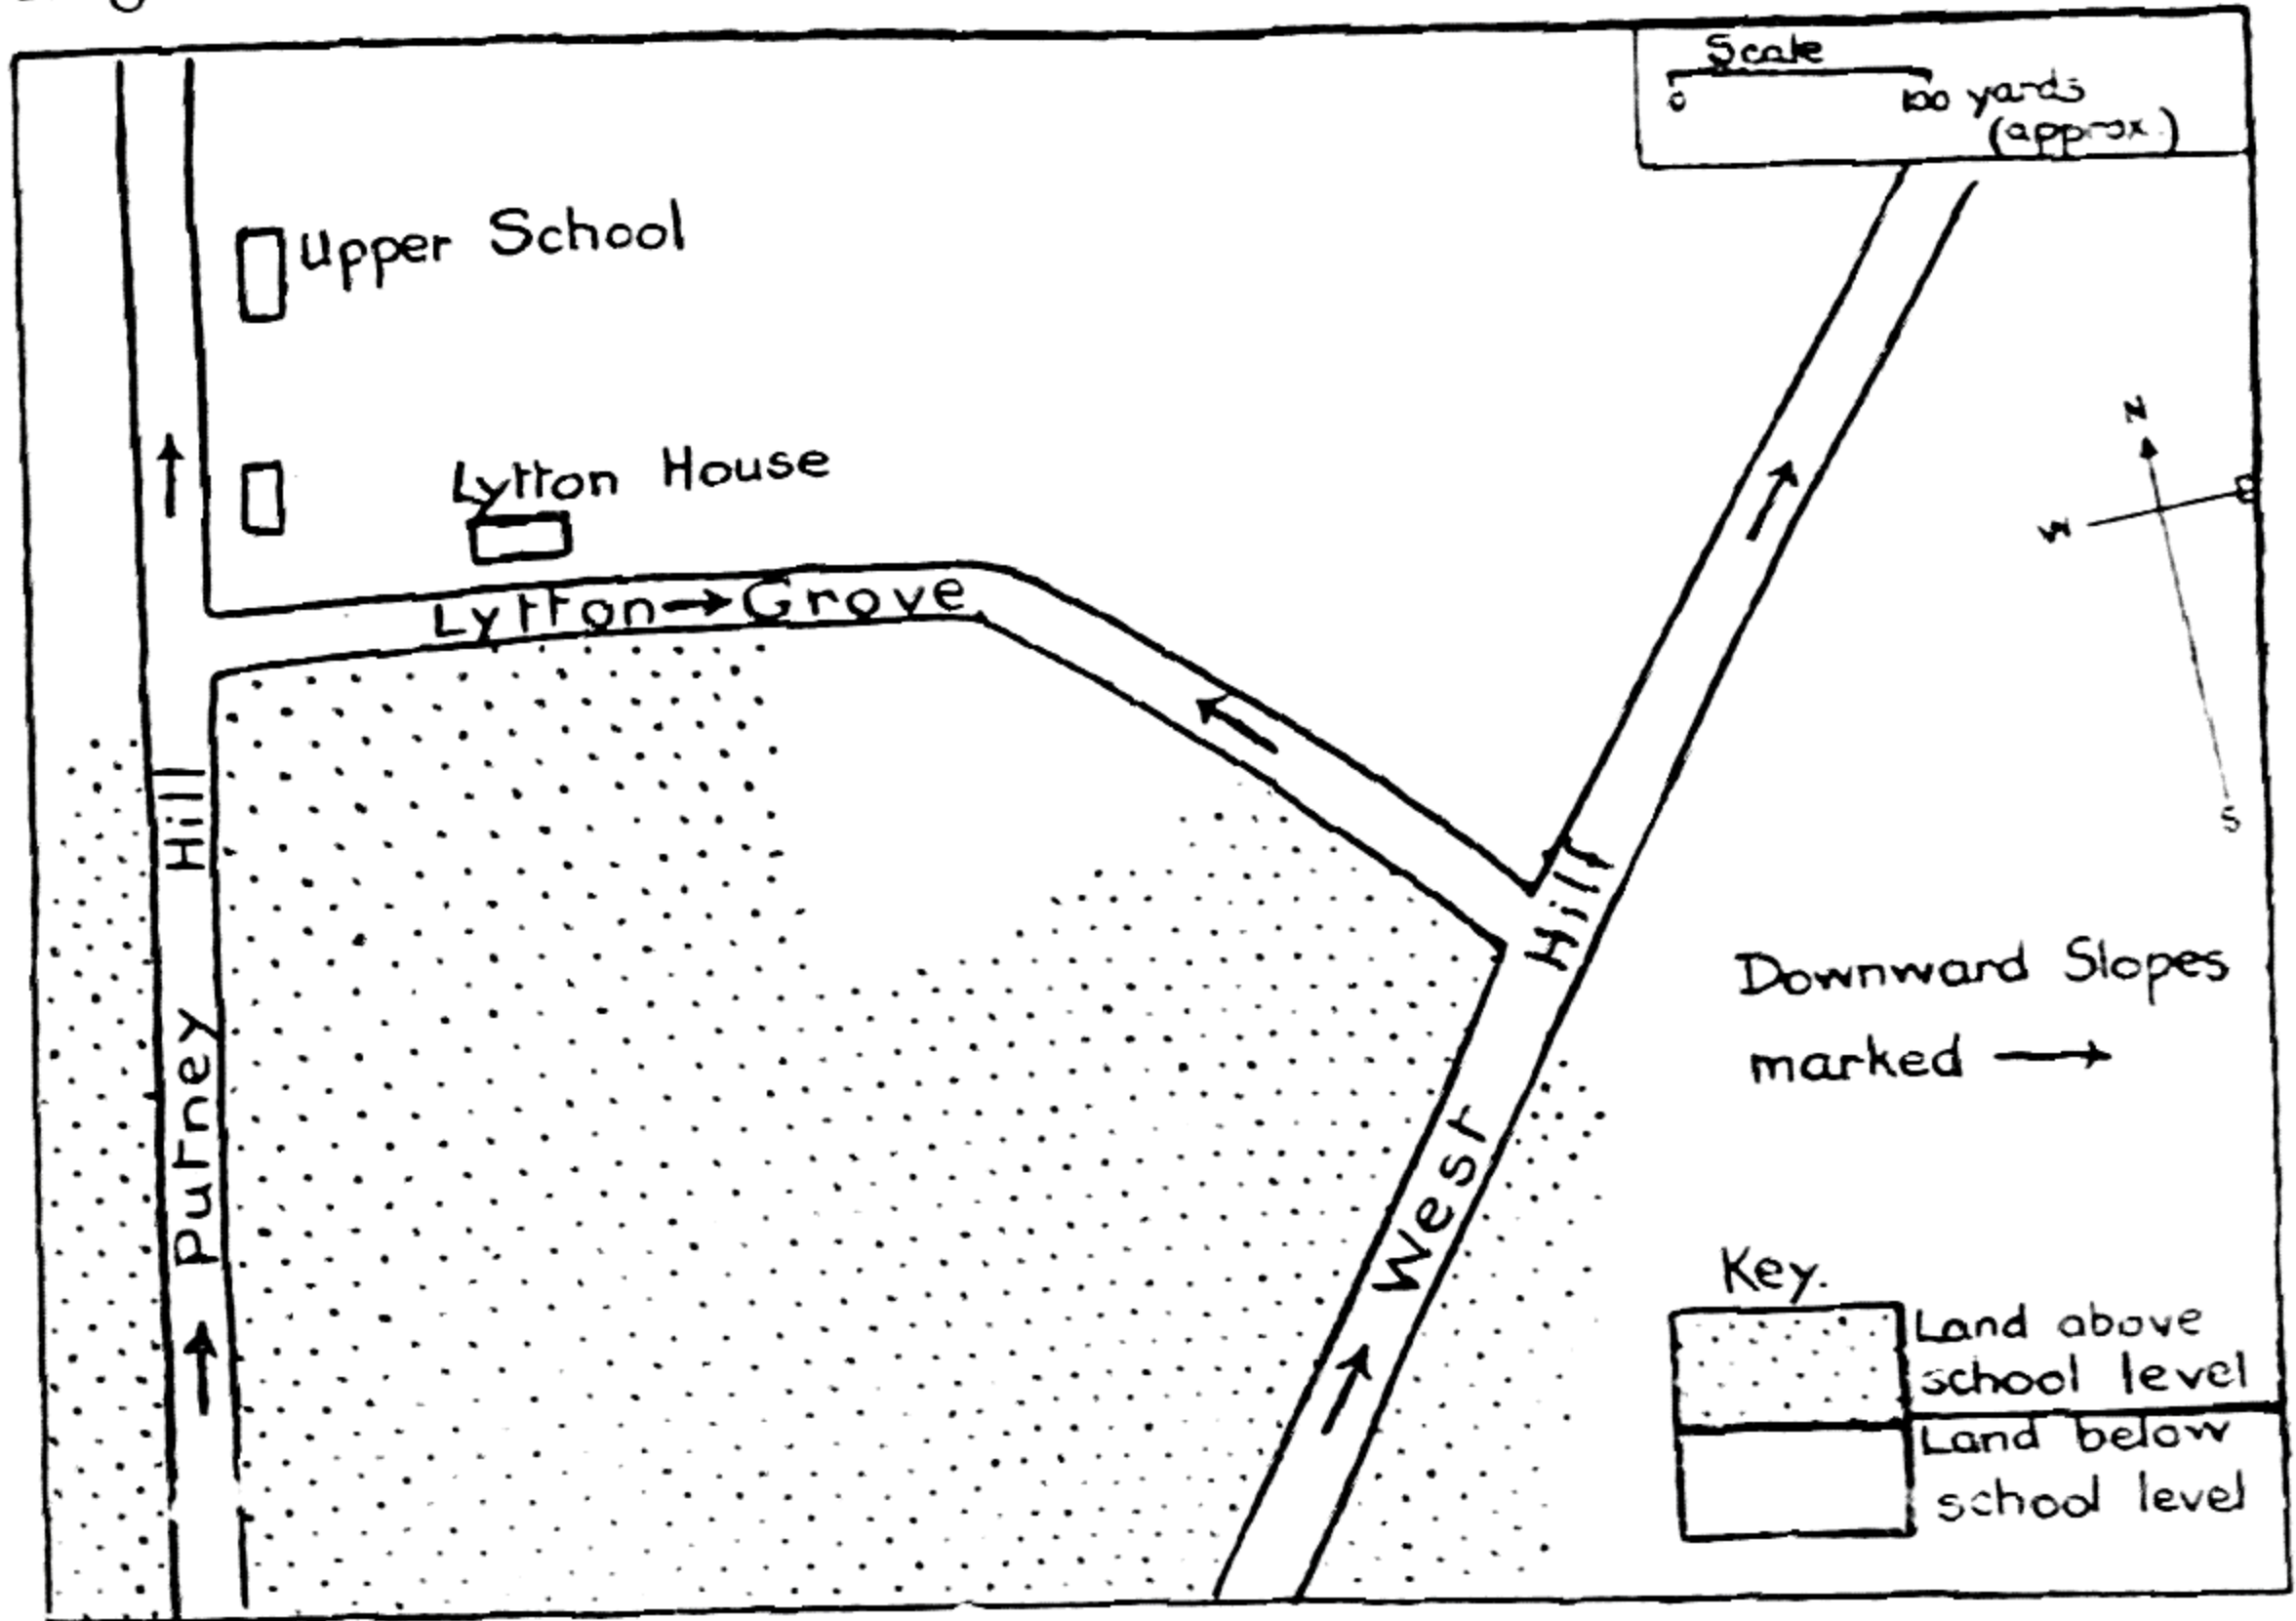 Scale
0 100 yards
(approx.)
Upper School
N
Lytton House
W E
Lytton → Grove
S
Putney Hill
West Hill
Downward Slopes
marked →
Key.
Land above
school level
Land below
school level